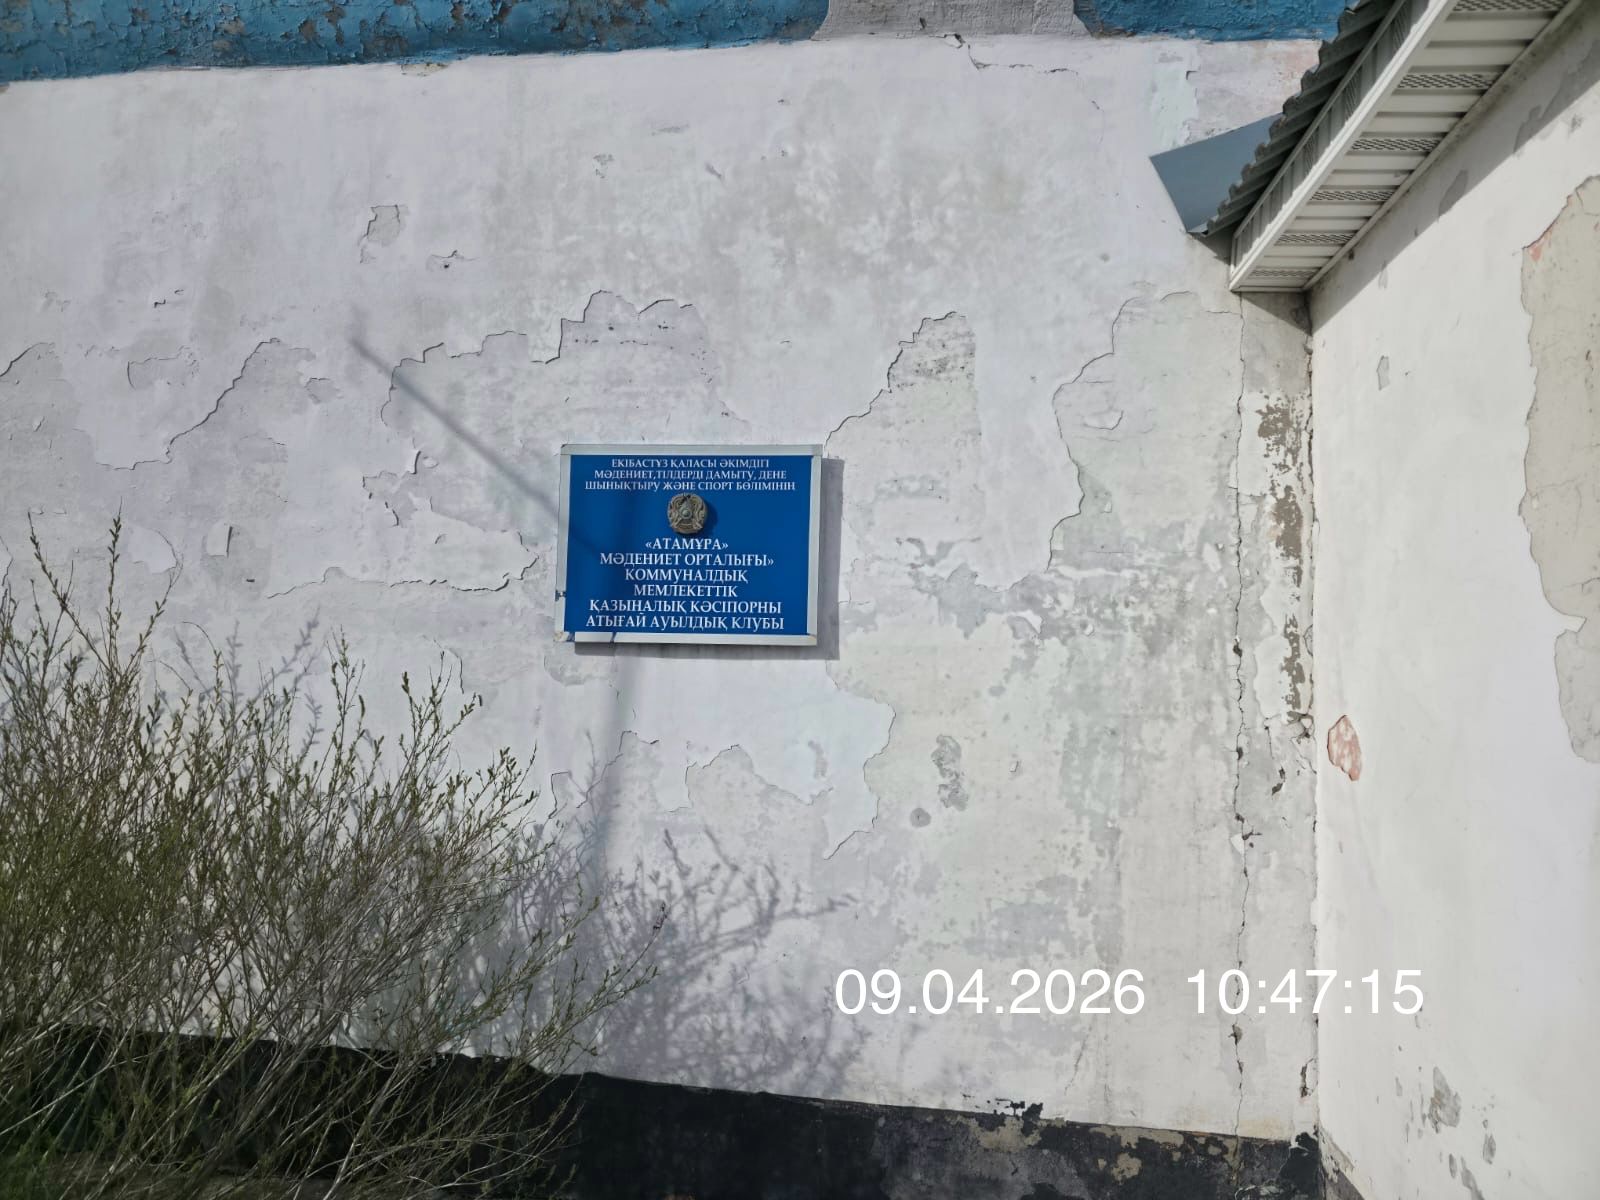 ЕКІБАСТҰЗ ҚАЛАСЫ ӘКІМДІГІ
МӘДЕНИЕТ,ТІЛДЕРДІ ДАМЫТУ, ДЕНЕ
ШЫНЫҚТЫРУ ЖӘНЕ СПОРТ БӨЛІМІНІҢ
«АТАМҰРА»
МӘДЕНИЕТ ОРТАЛЫҒЫ»
КОММУНАЛДЫҚ
МЕМЛЕКЕТТІК
ҚАЗЫНАЛЫҚ КӘСІПОРНЫ
АТЫҒАЙ АУЫЛДЫҚ КЛУБЫ
09.04.2026 10:47:15